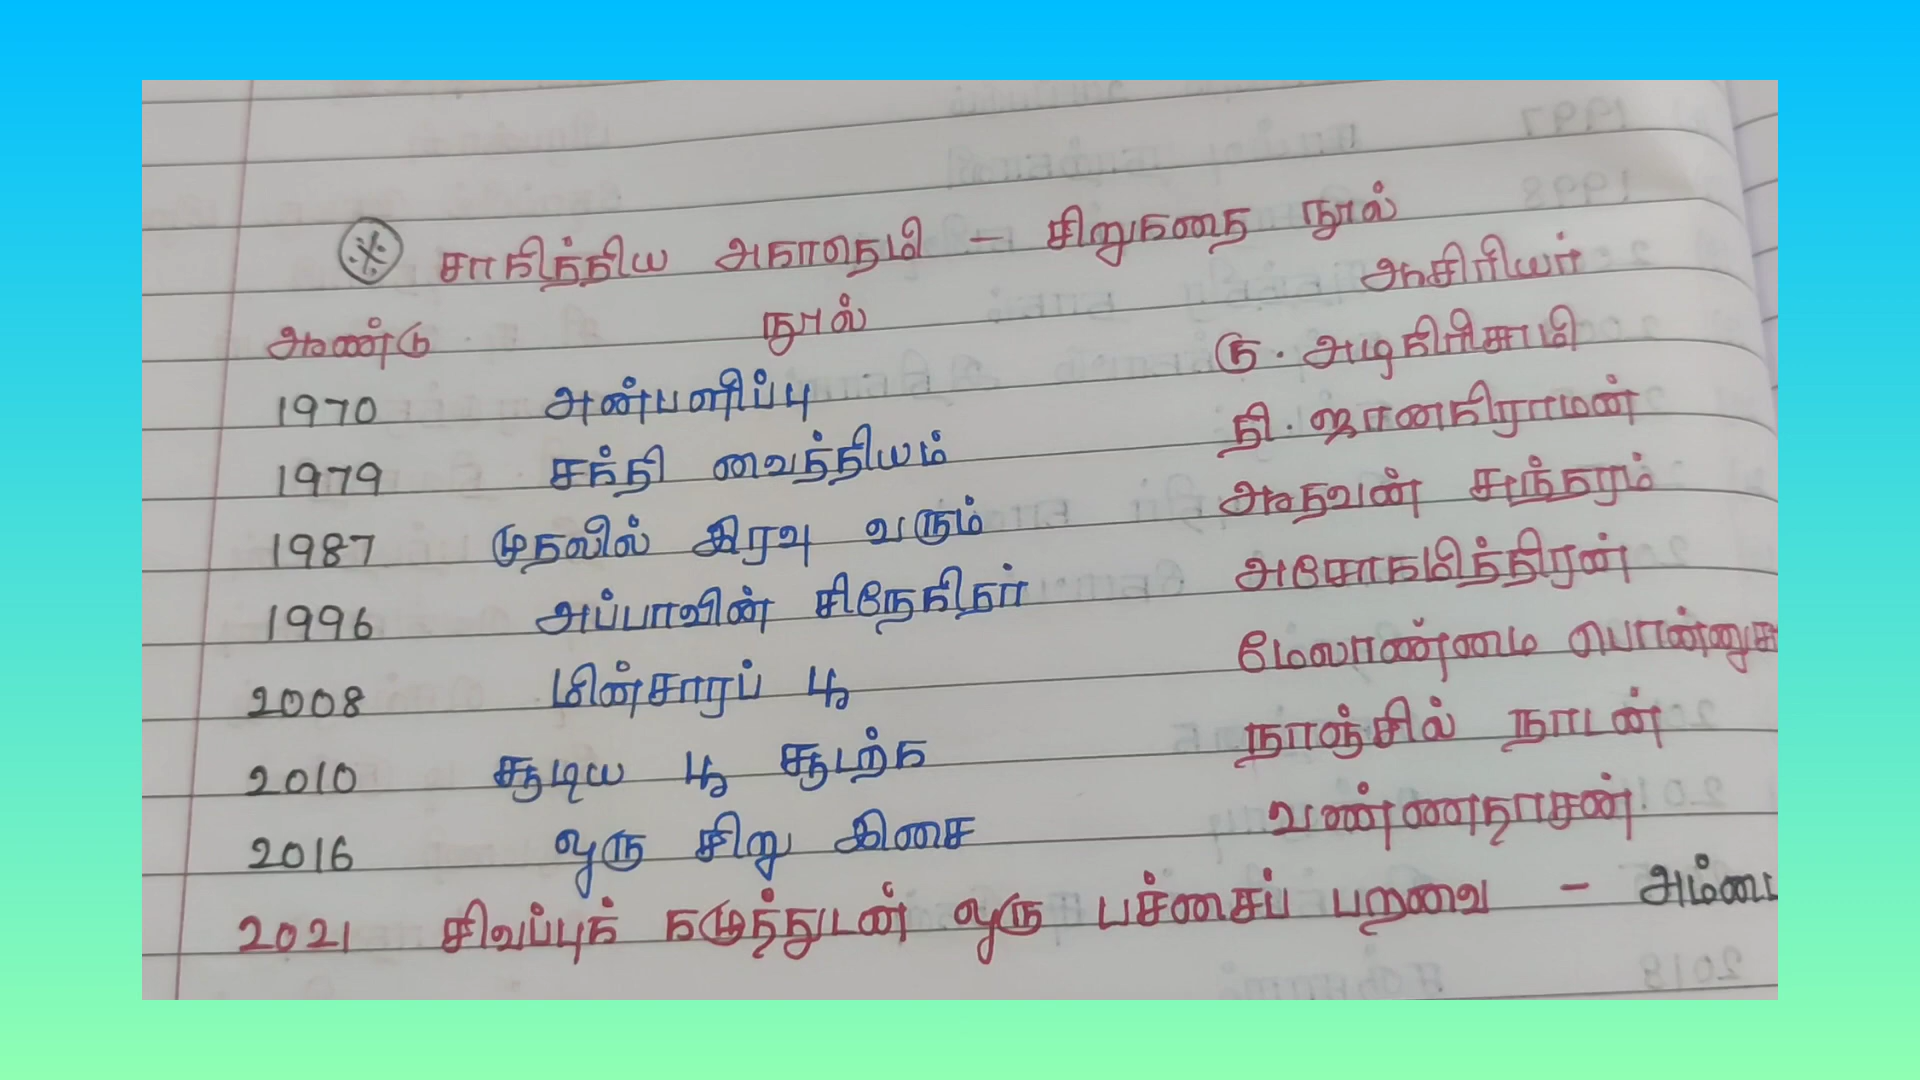 சாகித்திய அகாதெமி – சிறுகதை நூல்
ஆண்டு நூல் ஆசிரியர்
1970 அன்பளிப்பு கு. அழகிரிசாமி
1979 சக்தி வைத்தியம் தி. ஜானகிராமன்
1987 முதலில் இரவு வரும் ஆதவன் சுந்தரம்
1996 அப்பாவின் சிநேகிதர் அசோகமித்திரன்
2008 மின்சாரப் பூ மேலாண்மை பொன்னுச
2010 சூடிய பூ சூடற்க நாஞ்சில் நாடன்
2016 ஒரு சிறு இசை வண்ணதாசன்
2021 சிவப்புக் கழுத்துடன் ஒரு பச்சைப் பறவை – அம்பை